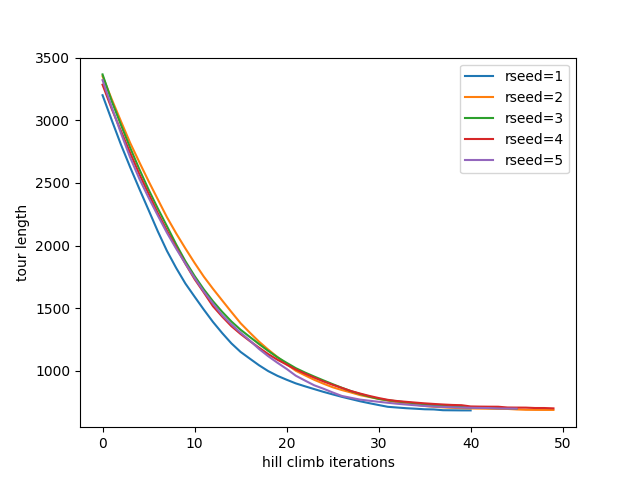 3500
3000
2500
2000
1500
1000
tour length
0
10
20
30
40
50
hill climb iterations
rseed=1
rseed=2
rseed=3
rseed=4
rseed=5